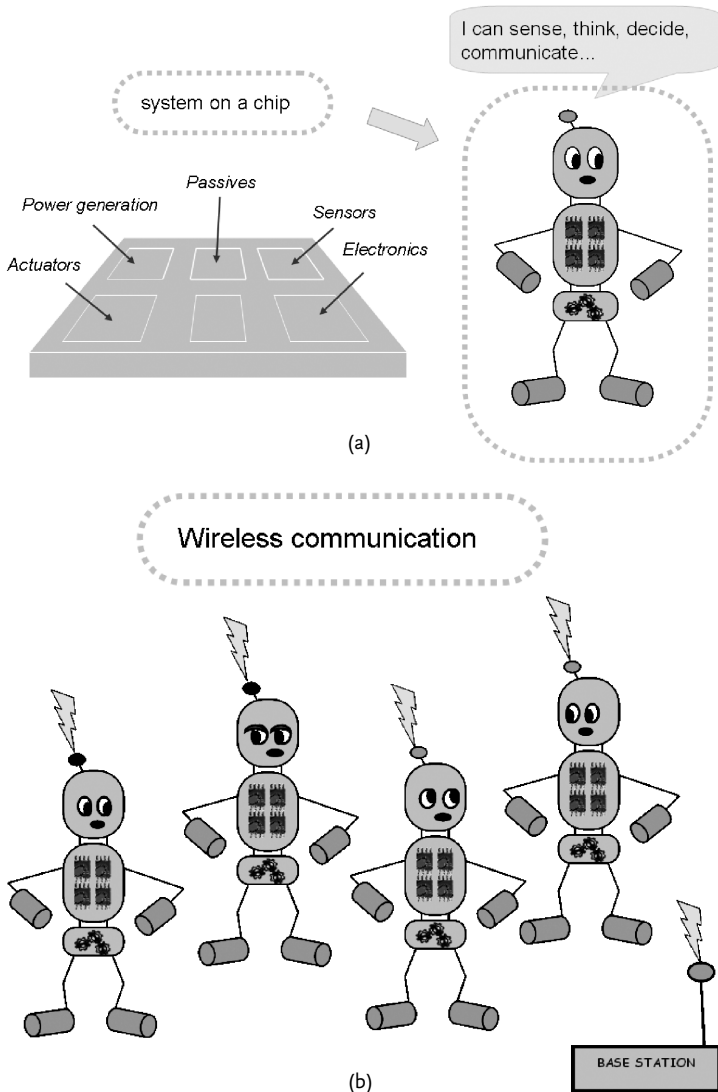 I can sense, think, decide,
communicate...
system on a chip
Passives
Power generation
Sensors
Electronics
Actuators
(a)
Wireless communication
BASE STATION
(b)